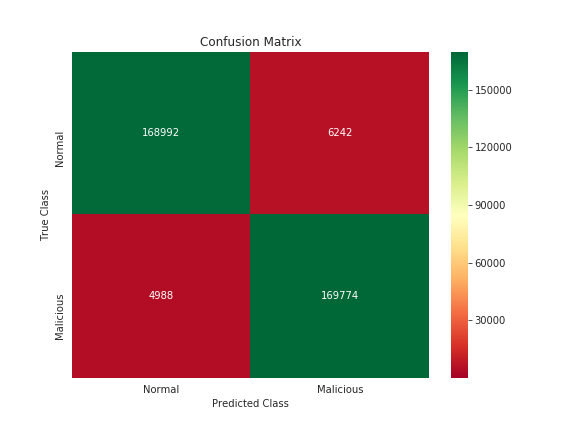 Confusion Matrix
True Class
Normal
168992
6242
Malicious
4988
169774
Normal
Malicious
Predicted Class
150000
120000
90000
60000
30000